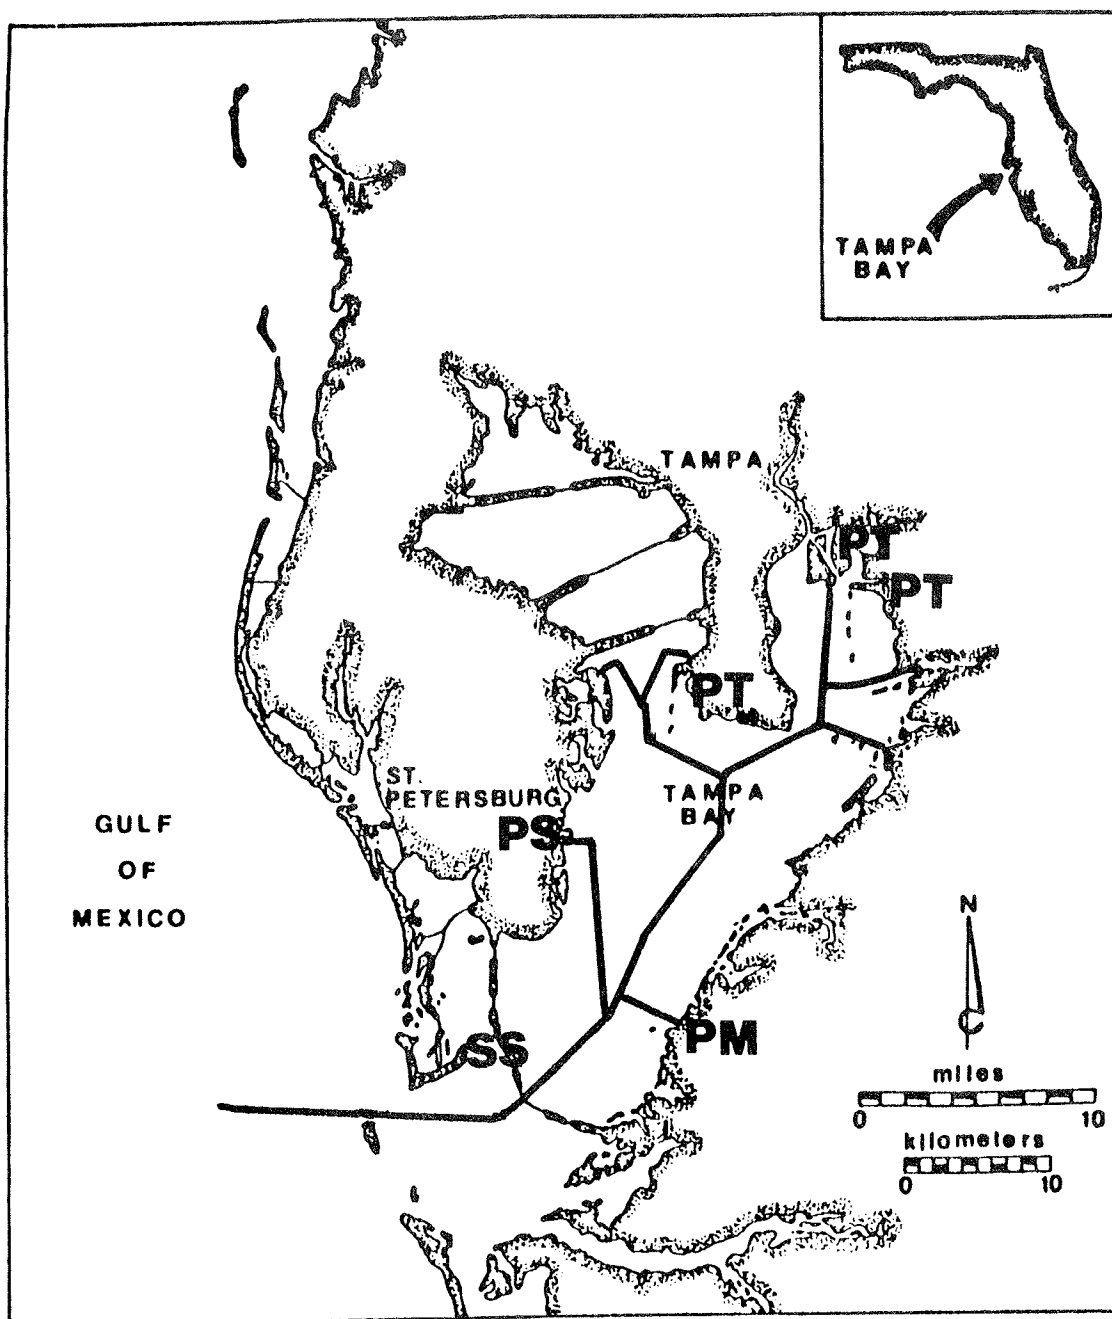 TAMPA
BAY
TAMPA
PT
PT
PT
ST.
PETERSBURG
TAMPA
BAY
PS
GULF
OF
MEXICO
N
SS
PM
miles
0 10
kilometers
0 10